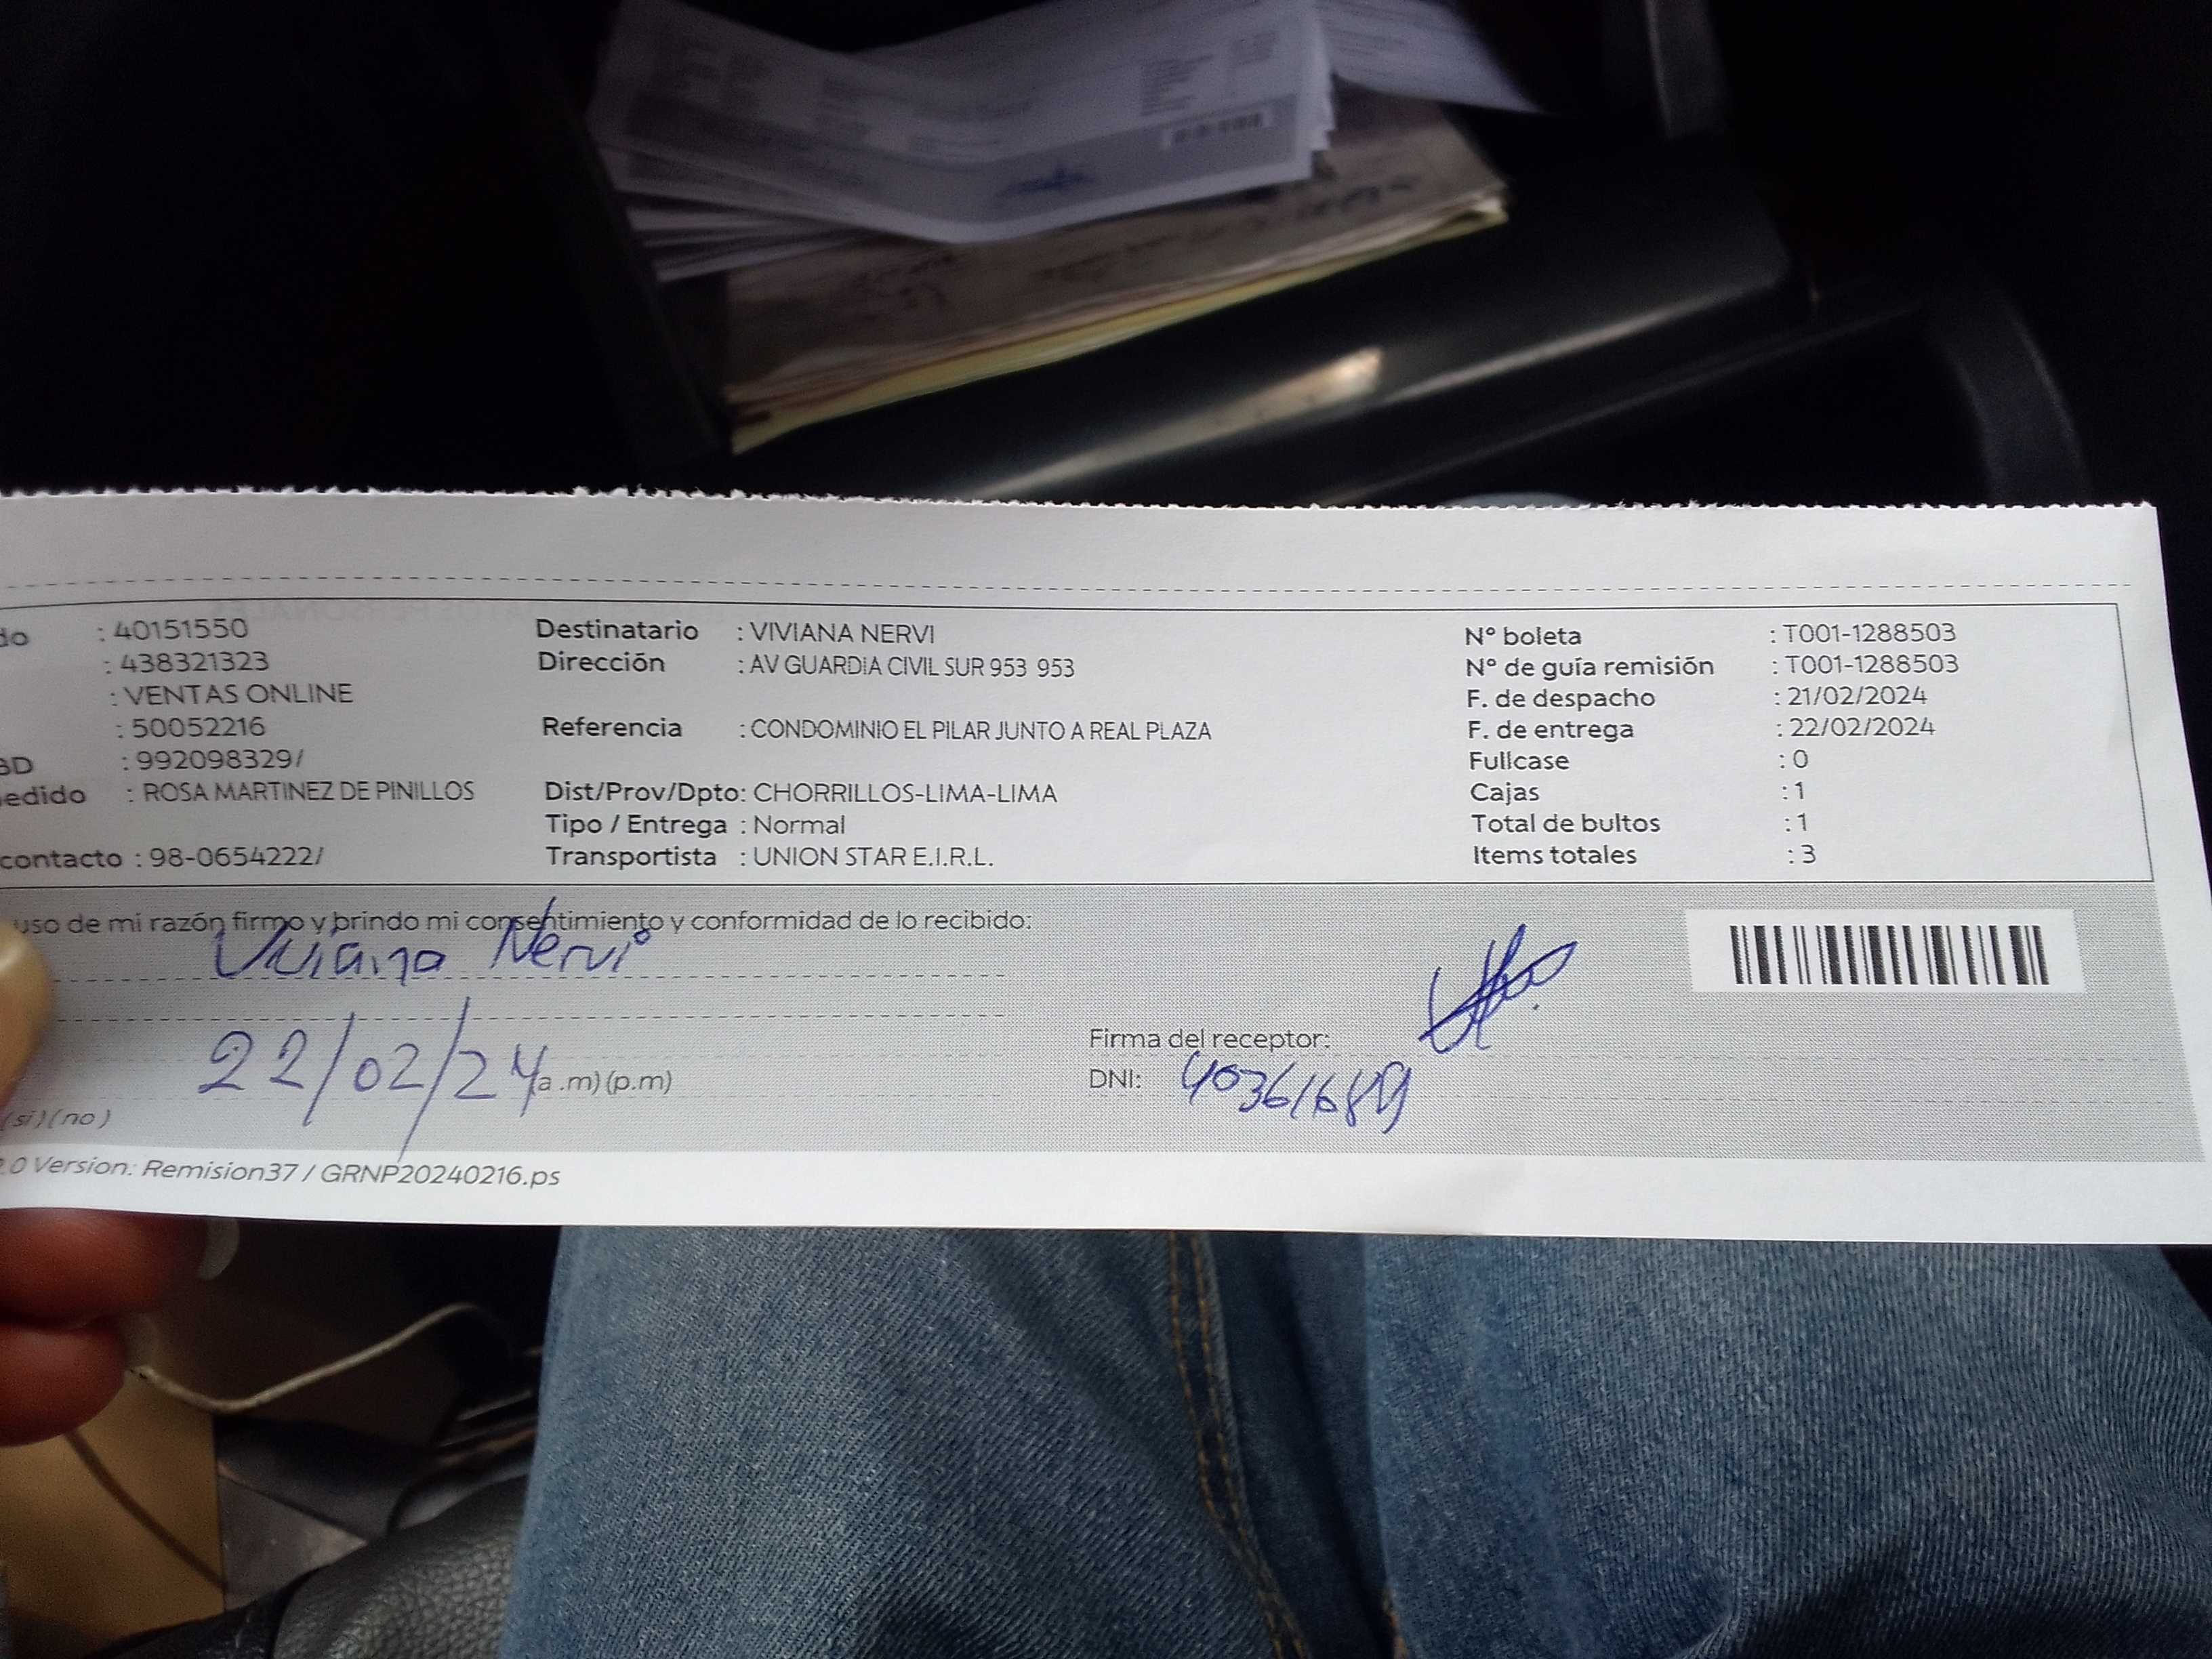 do : 40151550
: 438321323
: VENTAS ONLINE
: 50052216
BD : 992098329/
edido : ROSA MARTINEZ DE PINILLOS
contacto : 98-0654222/
Destinatario : VIVIANA NERVI
Dirección : AV GUARDIA CIVIL SUR 953 953
Referencia : CONDOMINIO EL PILAR JUNTO A REAL PLAZA
Dist/Prov/Dpto: CHORRILLOS-LIMA-LIMA
Tipo / Entrega : Normal
Transportista : UNION STAR E.I.R.L.
Nº boleta : T001-1288503
Nº de guía remisión : T001-1288503
F. de despacho : 21/02/2024
F. de entrega : 22/02/2024
Fullcase : 0
Cajas : 1
Total de bultos : 1
Items totales : 3
uso de mi razón firmo y brindo mi consentimiento y conformidad de lo recibido:
Viviana Nervi
22/02/24 (a.m) (p.m)
Firma del receptor:
DNI: 40361689
(si) (no)
.0 Version: Remision37 / GRNP20240216.ps